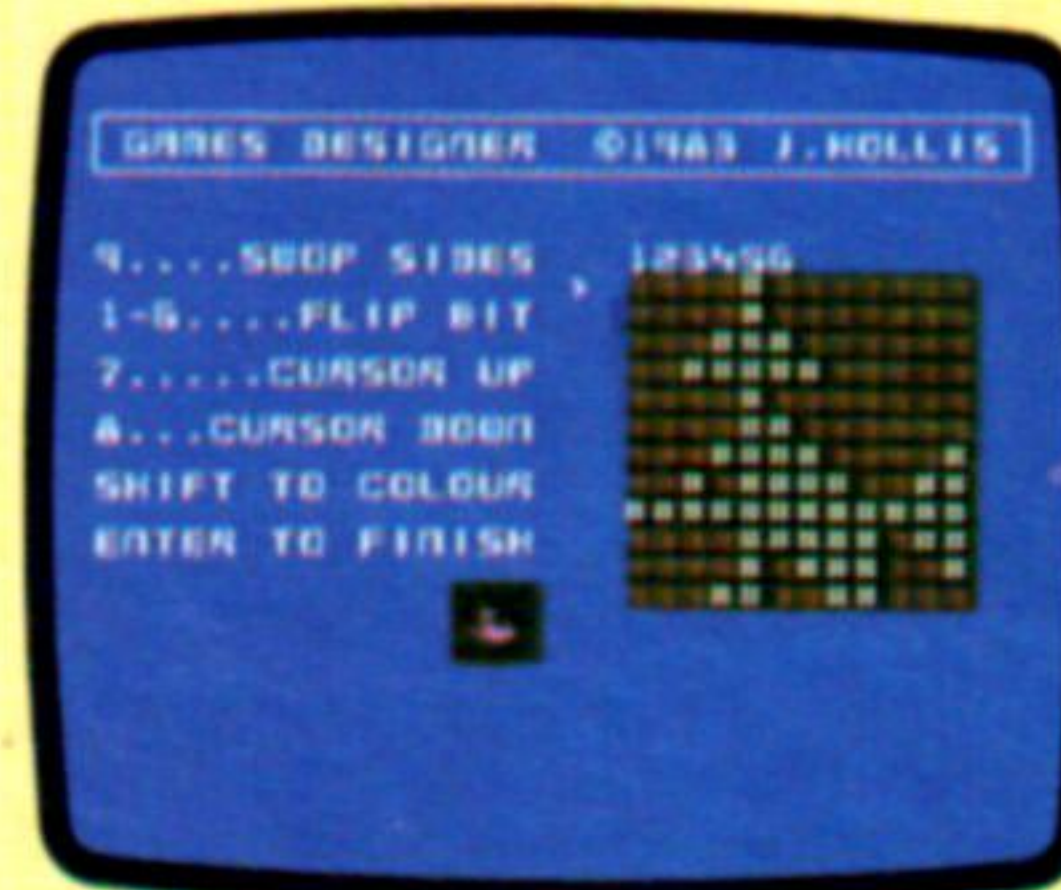 GAMES DESIGNER ©1983 J.HOLLIS
9....SWOP SIDES
123456
1-6....FLIP BIT
7.....CURSOR UP
8...CURSOR DOWN
SHIFT TO COLOUR
ENTER TO FINISH